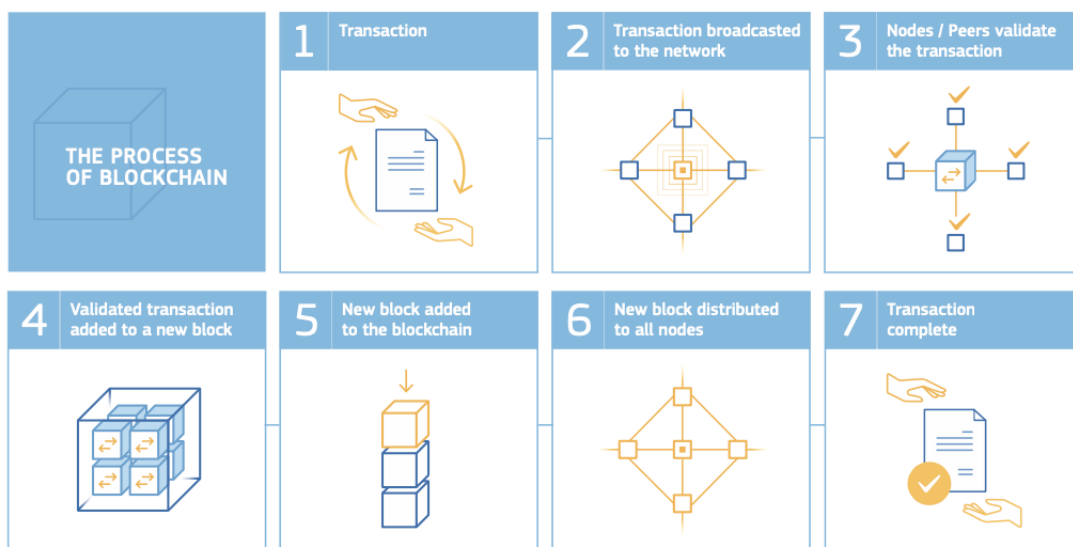 THE PROCESS
OF BLOCKCHAIN
1
Transaction
2
Transaction broadcasted
to the network
3
Nodes / Peers validate
the transaction
4
Validated transaction
added to a new block
5
New block added
to the blockchain
6
New block distributed
to all nodes
7
Transaction
complete